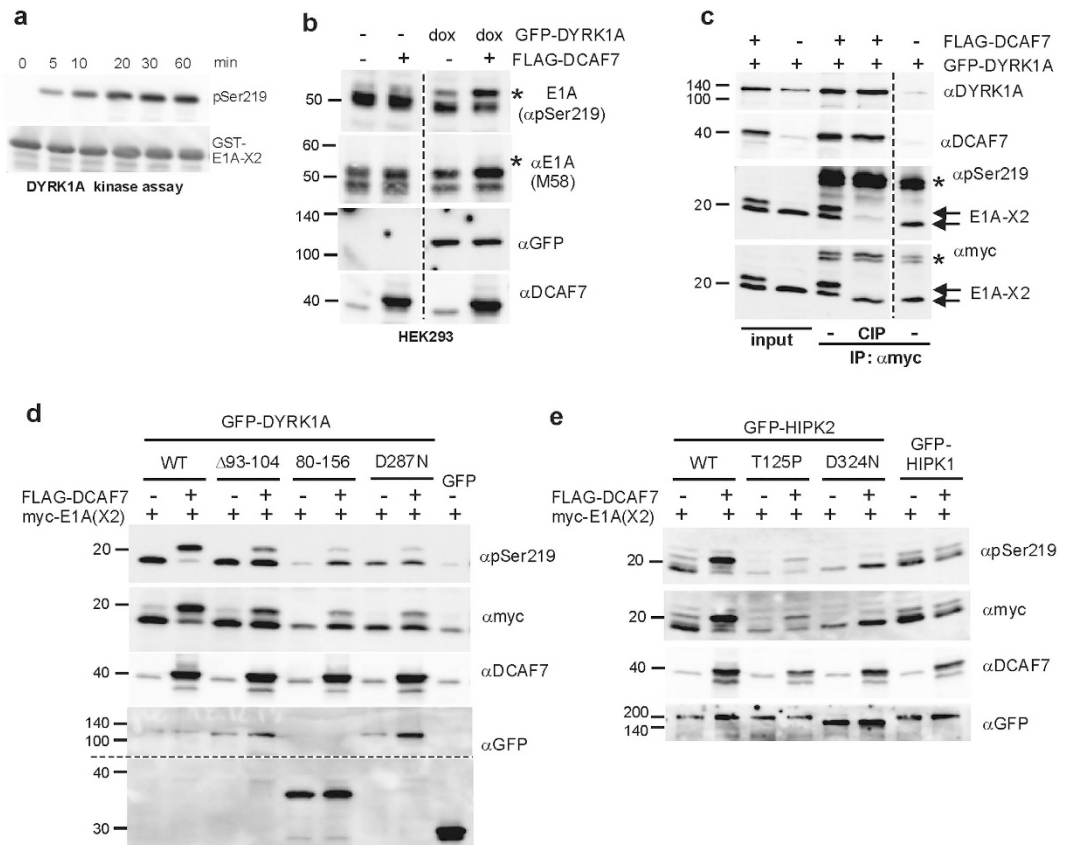 a
0 5 10 20 30 60 min
pSer219
GST-
E1A-X2
DYRK1A kinase assay
b
- - dox dox GFP-DYRK1A
- + - + FLAG-DCAF7
50
* E1A
(αpSer219)
60
50
* αE1A
(M58)
140
100
αGFP
40
αDCAF7
HEK293
c
+ - + + - FLAG-DCAF7
+ + + + + GFP-DYRK1A
140
100
αDYRK1A
40
αDCAF7
20
αpSer219
*
E1A-X2
20
αmyc
*
E1A-X2
input
- CIP -
IP: αmyc
d
GFP-DYRK1A
WT Δ93-104 80-156 D287N GFP
FLAG-DCAF7 - + - + - + - + -
myc-E1A(X2) + + + + + + + + +
20
αpSer219
20
αmyc
40
αDCAF7
140
100
αGFP
40
30
e
GFP-HIPK2
GFP-
HIPK1
WT T125P D324N
FLAG-DCAF7 - + - + - + - +
myc-E1A(X2) + + + + + + + +
20
αpSer219
20
αmyc
40
αDCAF7
200
140
αGFP